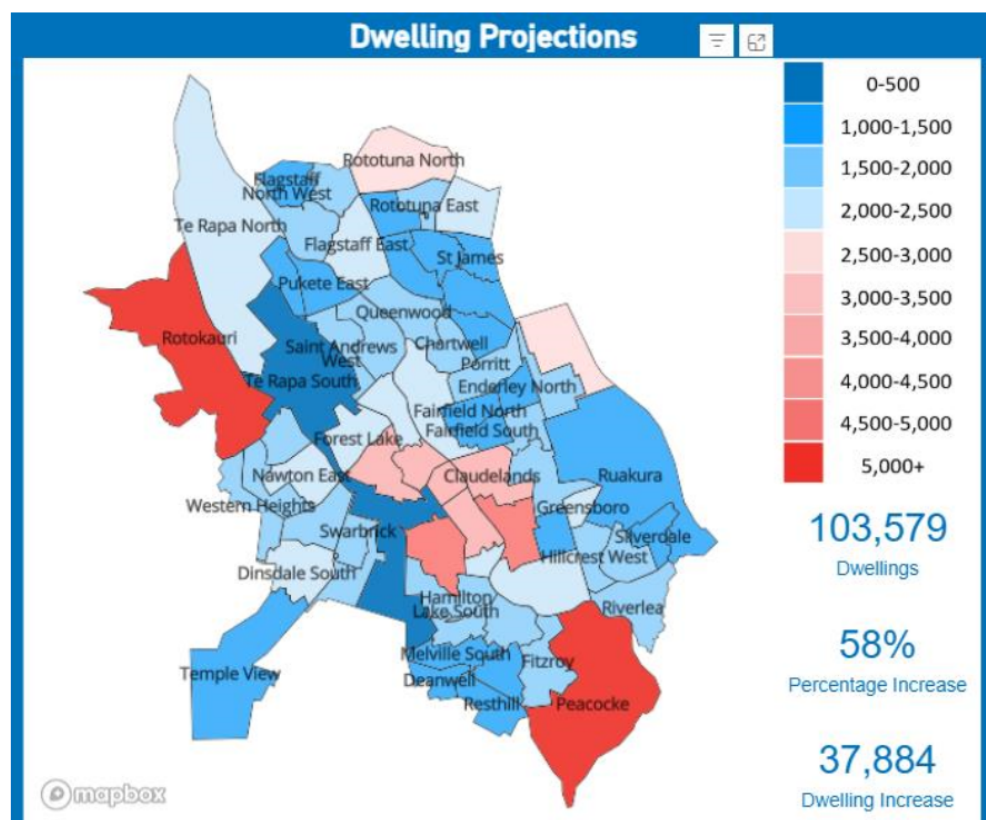 Dwelling Projections
0-500
1,000-1,500
1,500-2,000
2,000-2,500
2,500-3,000
3,000-3,500
3,500-4,000
4,000-4,500
4,500-5,000
5,000+
103,579
Dwellings
58%
Percentage Increase
37,884
Dwelling Increase
Rototuna North
Flagstaff
North West
Rototuna East
Te Rapa North
Flagstaff East
St James
Pukete East
Queenwood
Rotokauri
Saint Andrews
West
Chartwell
Porritt
Te Rapa South
Enderley North
Fairfield North
Fairfield South
Forest Lake
Nawton East
Claudelands
Ruakura
Western Heights
Greensboro
Swarbrick
Silverdale
Hillcrest West
Dinsdale South
Hamilton
Lake South
Riverlea
Melville South
Fitzroy
Temple View
Deanwell
Resthill
Peacocke
mapbox